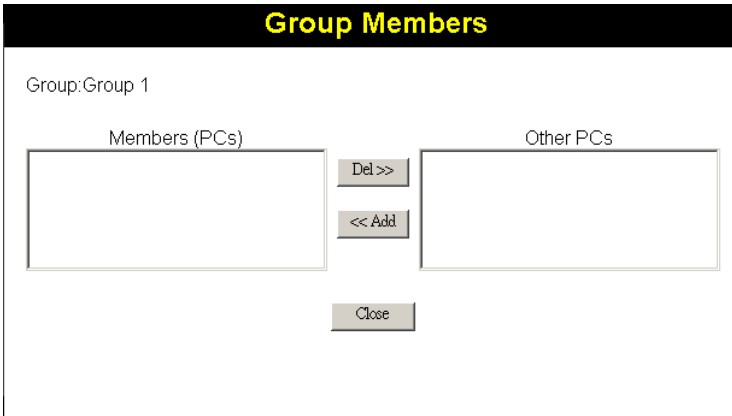 Group Members
Group:Group 1
Members (PCs)
Other PCs
Del >>
<< Add
Close